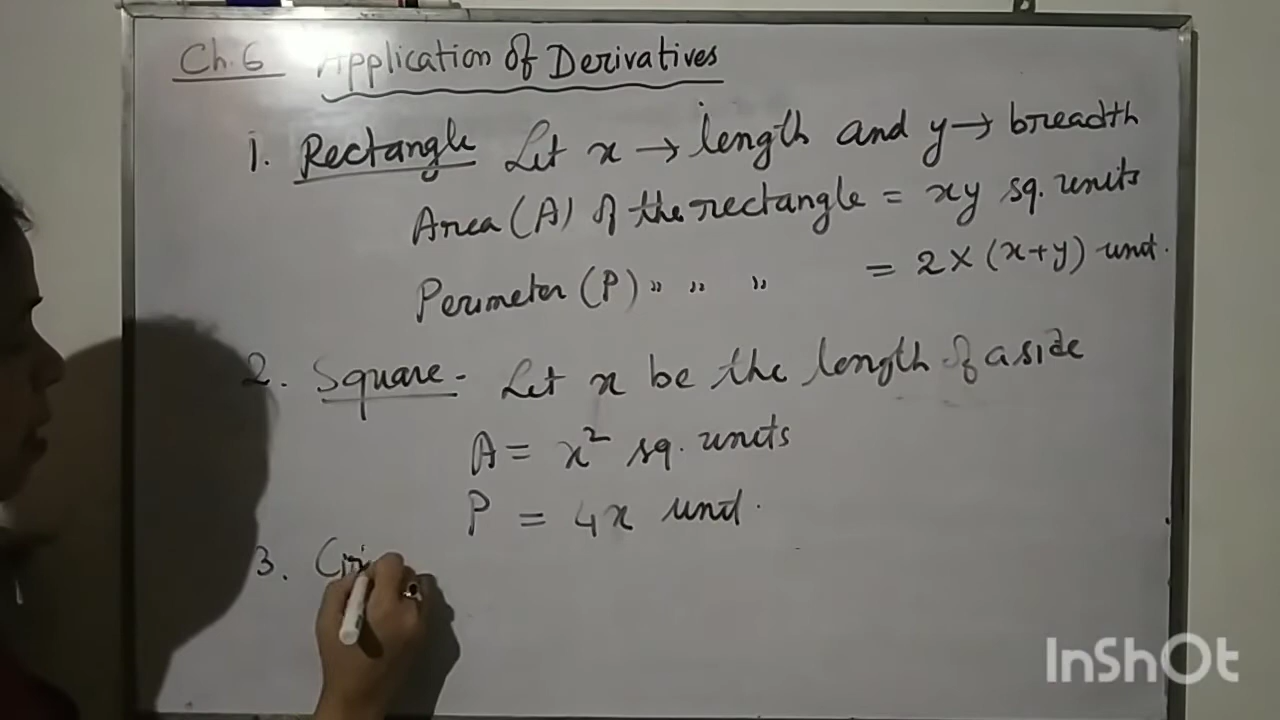 Ch. 6 Application of Derivatives
1. Rectangle Let x → length and y → breadth
Area (A) of the rectangle = xy sq. units
Perimeter (P) " " " = 2 × (x+y) unit.
2. Square - Let x be the length of a side
A = x² sq. units
P = 4x unit.
3. Cir
InShOt